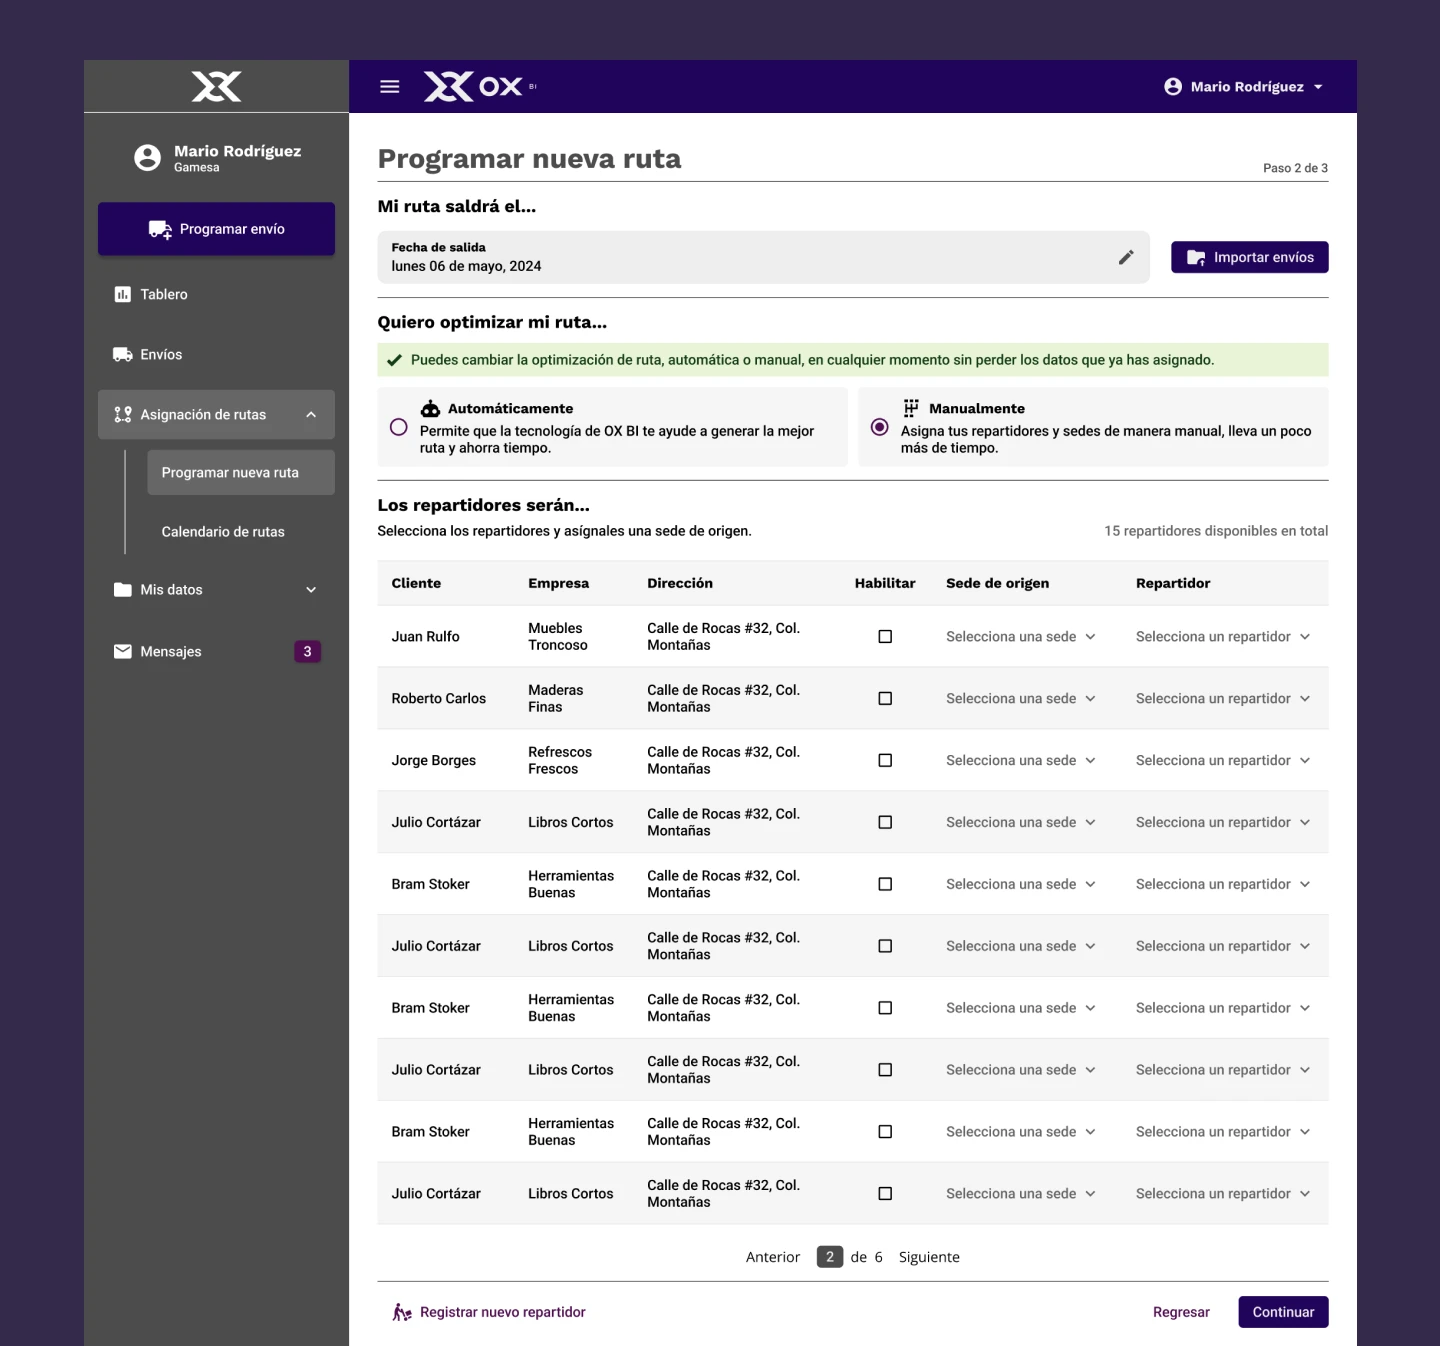 OX BI
Mario Rodríguez
Mario Rodríguez
Gamesa
Programar envío
Tablero
Envíos
Asignación de rutas
Programar nueva ruta
Calendario de rutas
Mis datos
Mensajes 3
Programar nueva ruta
Paso 2 de 3
Mi ruta saldrá el...
Fecha de salida
lunes 06 de mayo, 2024
Importar envíos
Quiero optimizar mi ruta...
Puedes cambiar la optimización de ruta, automática o manual, en cualquier momento sin perder los datos que ya has asignado.
Automáticamente
Permite que la tecnología de OX BI te ayude a generar la mejor
ruta y ahorra tiempo.
Manualmente
Asigna tus repartidores y sedes de manera manual, lleva un poco
más de tiempo.
Los repartidores serán...
Selecciona los repartidores y asígnales una sede de origen.
15 repartidores disponibles en total
Cliente Empresa Dirección Habilitar Sede de origen Repartidor
Juan Rulfo Muebles Troncoso Calle de Rocas #32, Col. Montañas Selecciona una sede Selecciona un repartidor
Roberto Carlos Maderas Finas Calle de Rocas #32, Col. Montañas Selecciona una sede Selecciona un repartidor
Jorge Borges Refrescos Frescos Calle de Rocas #32, Col. Montañas Selecciona una sede Selecciona un repartidor
Julio Cortázar Libros Cortos Calle de Rocas #32, Col. Montañas Selecciona una sede Selecciona un repartidor
Bram Stoker Herramientas Buenas Calle de Rocas #32, Col. Montañas Selecciona una sede Selecciona un repartidor
Julio Cortázar Libros Cortos Calle de Rocas #32, Col. Montañas Selecciona una sede Selecciona un repartidor
Bram Stoker Herramientas Buenas Calle de Rocas #32, Col. Montañas Selecciona una sede Selecciona un repartidor
Julio Cortázar Libros Cortos Calle de Rocas #32, Col. Montañas Selecciona una sede Selecciona un repartidor
Bram Stoker Herramientas Buenas Calle de Rocas #32, Col. Montañas Selecciona una sede Selecciona un repartidor
Julio Cortázar Libros Cortos Calle de Rocas #32, Col. Montañas Selecciona una sede Selecciona un repartidor
Anterior 2 de 6 Siguiente
Registrar nuevo repartidor
Regresar
Continuar